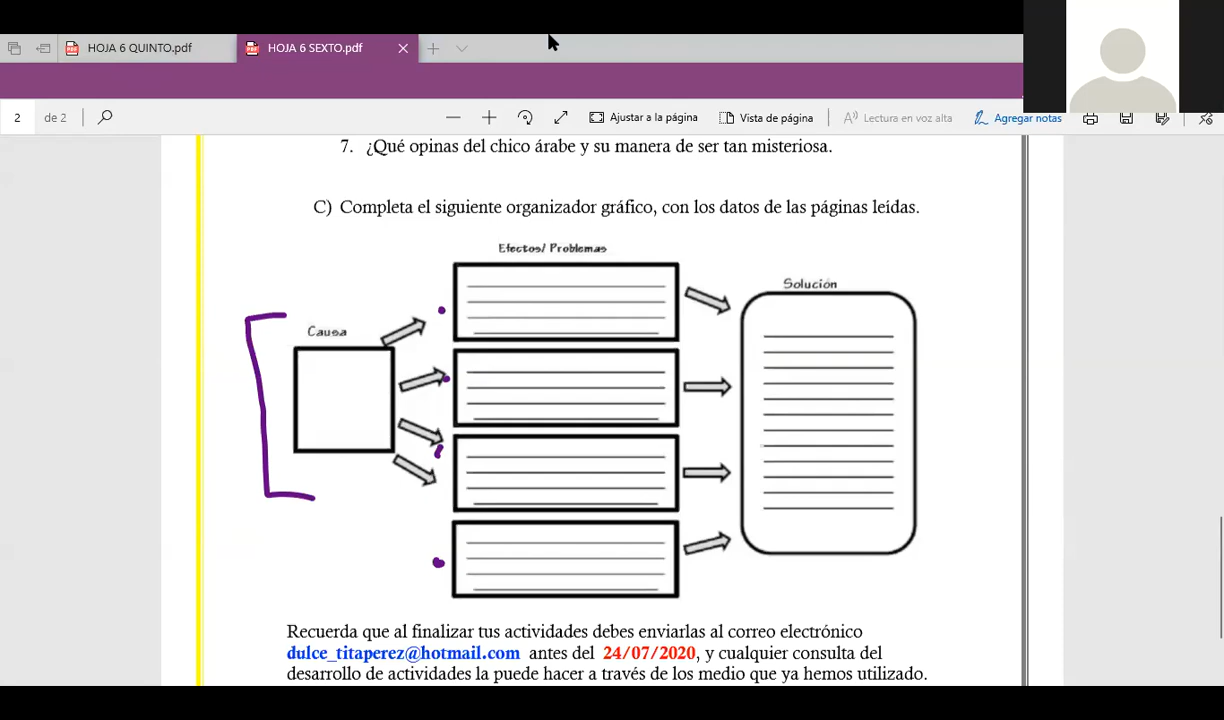 HOJA 6 QUINTO.pdf
HOJA 6 SEXTO.pdf
2 de 2
Ajustar a la página
Vista de página
Lectura en voz alta
Agregar notas
7. ¿Qué opinas del chico árabe y su manera de ser tan misteriosa.
C) Completa el siguiente organizador gráfico, con los datos de las páginas leídas.
Efectos/ Problemas
Solución
Causa
Recuerda que al finalizar tus actividades debes enviarlas al correo electrónico
dulce_titaperez@hotmail.com antes del 24/07/2020, y cualquier consulta del
desarrollo de actividades la puede hacer a través de los medio que ya hemos utilizado.